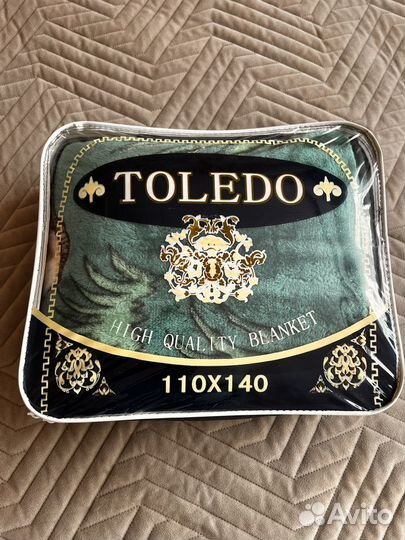 TOLEDO
HIGH QUALITY BLANKET
110X140
Avito